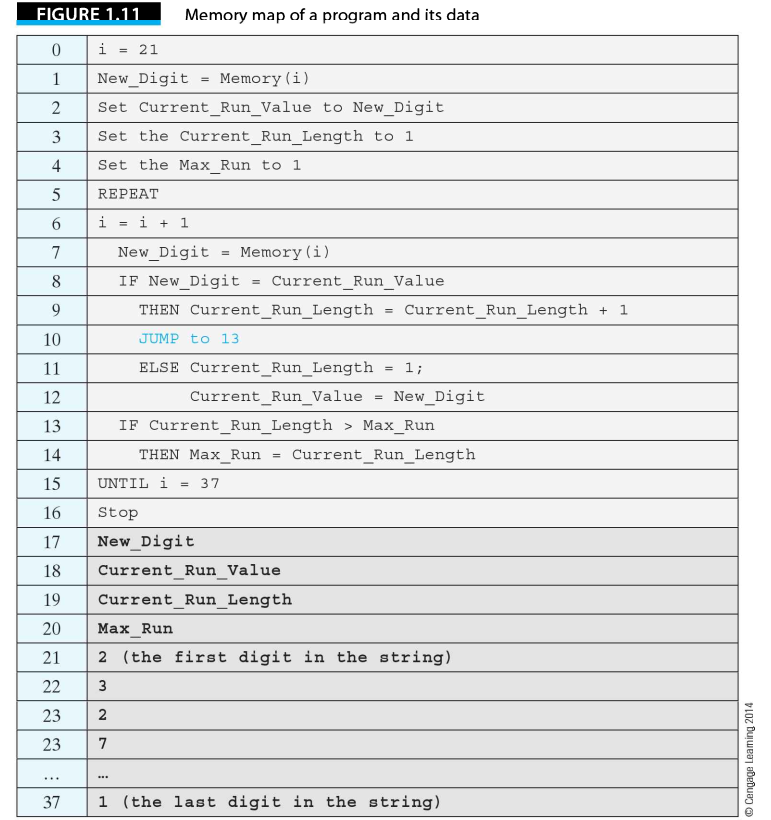 FIGURE 1.11 Memory map of a program and its data
0 i = 21
1 New_Digit = Memory(i)
2 Set Current_Run_Value to New_Digit
3 Set the Current_Run_Length to 1
4 Set the Max_Run to 1
5 REPEAT
6 i = i + 1
7 New_Digit = Memory(i)
8 IF New_Digit = Current_Run_Value
9 THEN Current_Run_Length = Current_Run_Length + 1
10 JUMP to 13
11 ELSE Current_Run_Length = 1;
12 Current_Run_Value = New_Digit
13 IF Current_Run_Length > Max_Run
14 THEN Max_Run = Current_Run_Length
15 UNTIL i = 37
16 Stop
17 New_Digit
18 Current_Run_Value
19 Current_Run_Length
20 Max_Run
21 2 (the first digit in the string)
22 3
23 2
23 7
... ...
37 1 (the last digit in the string)
© Cengage Learning 2014